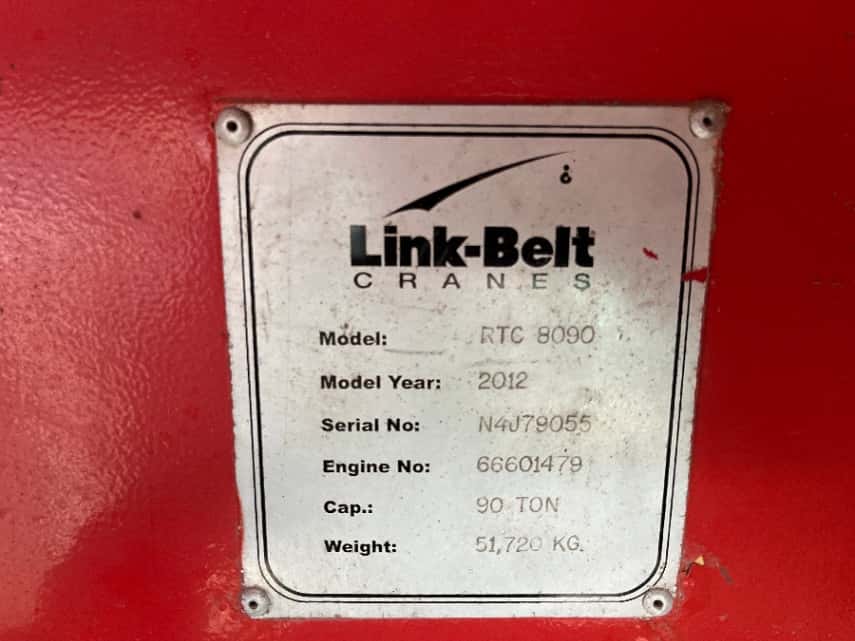 Link-Belt
CRANES
Model: RTC 8090
Model Year: 2012
Serial No: N4J79055
Engine No: 66601479
Cap.: 90 TON
Weight: 51,720 KG.